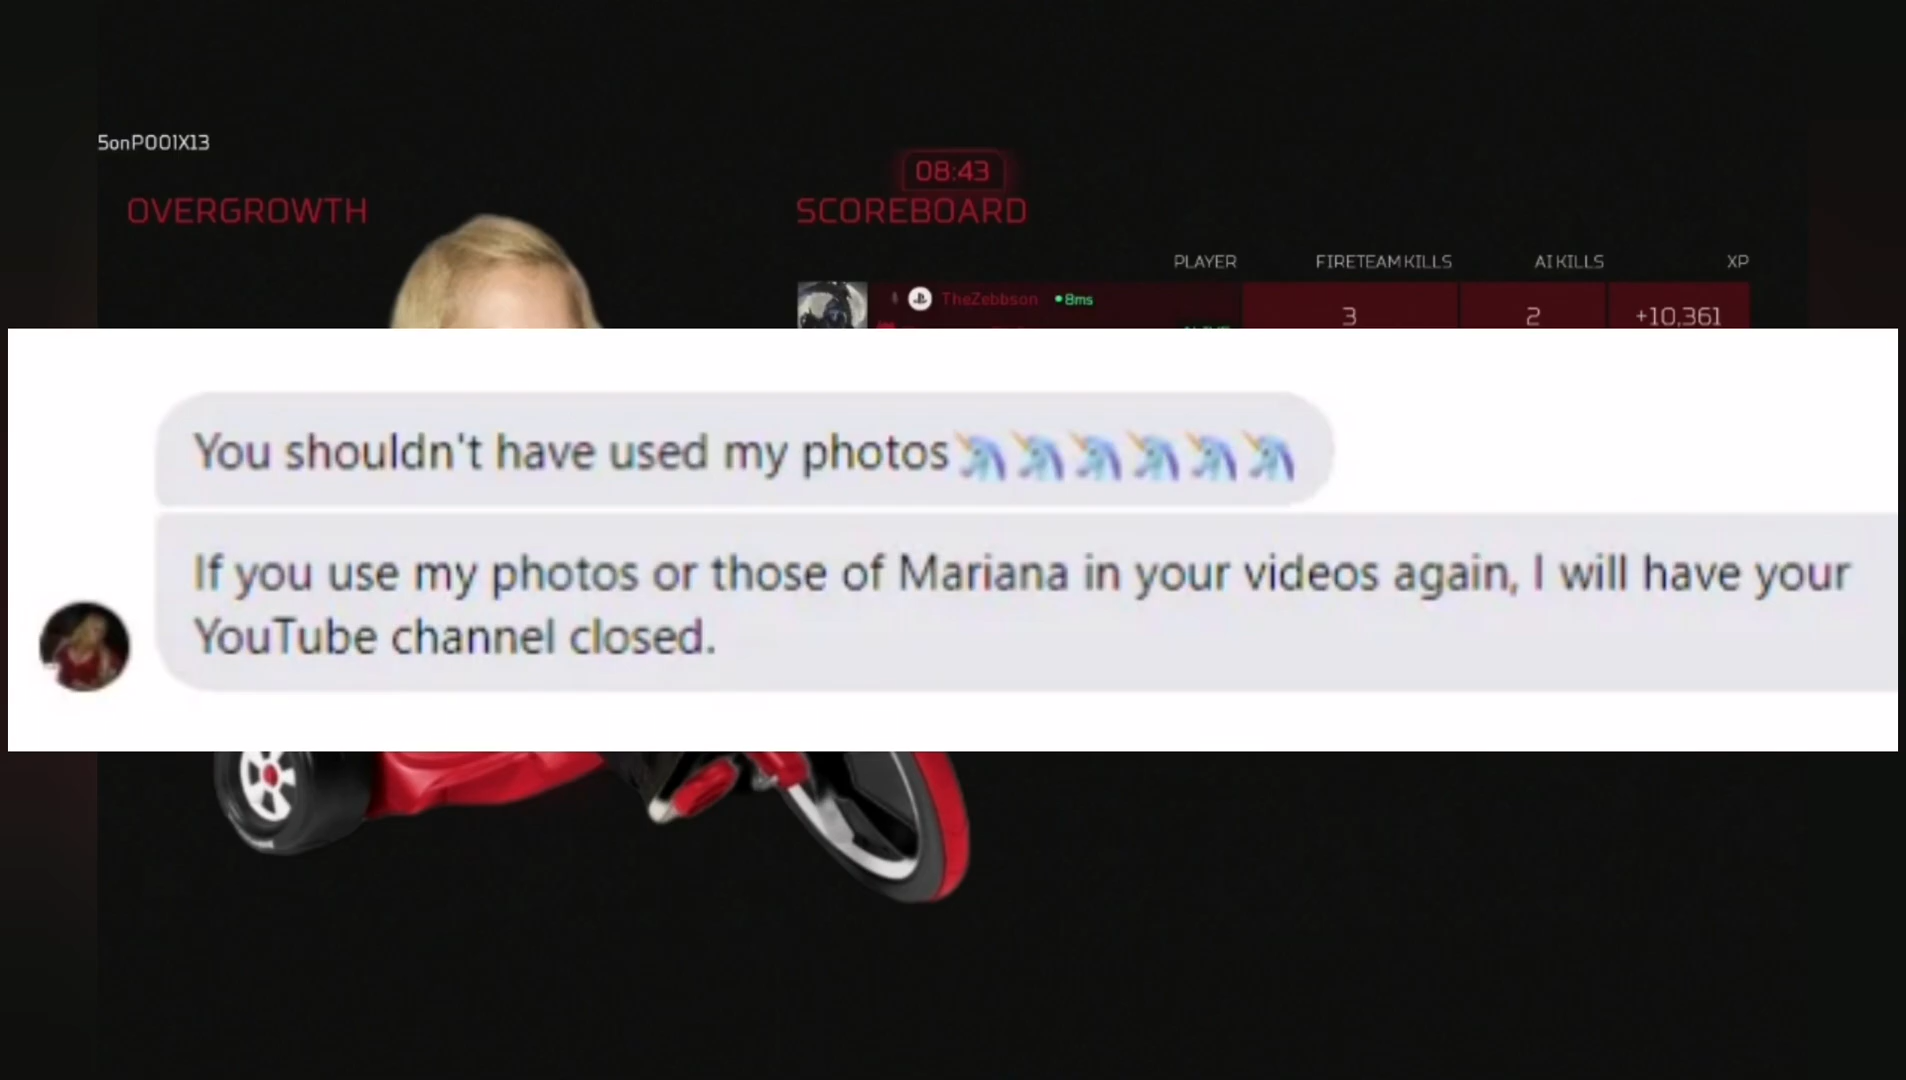 5onP001X13
08:43
OVERGROWTH
SCOREBOARD
PLAYER FIRETEAM KILLS AI KILLS XP
TheZebbson 8ms
3 2 +10,361
You shouldn't have used my photos🦄🦄🦄🦄🦄🦄
If you use my photos or those of Mariana in your videos again, I will have your
YouTube channel closed.